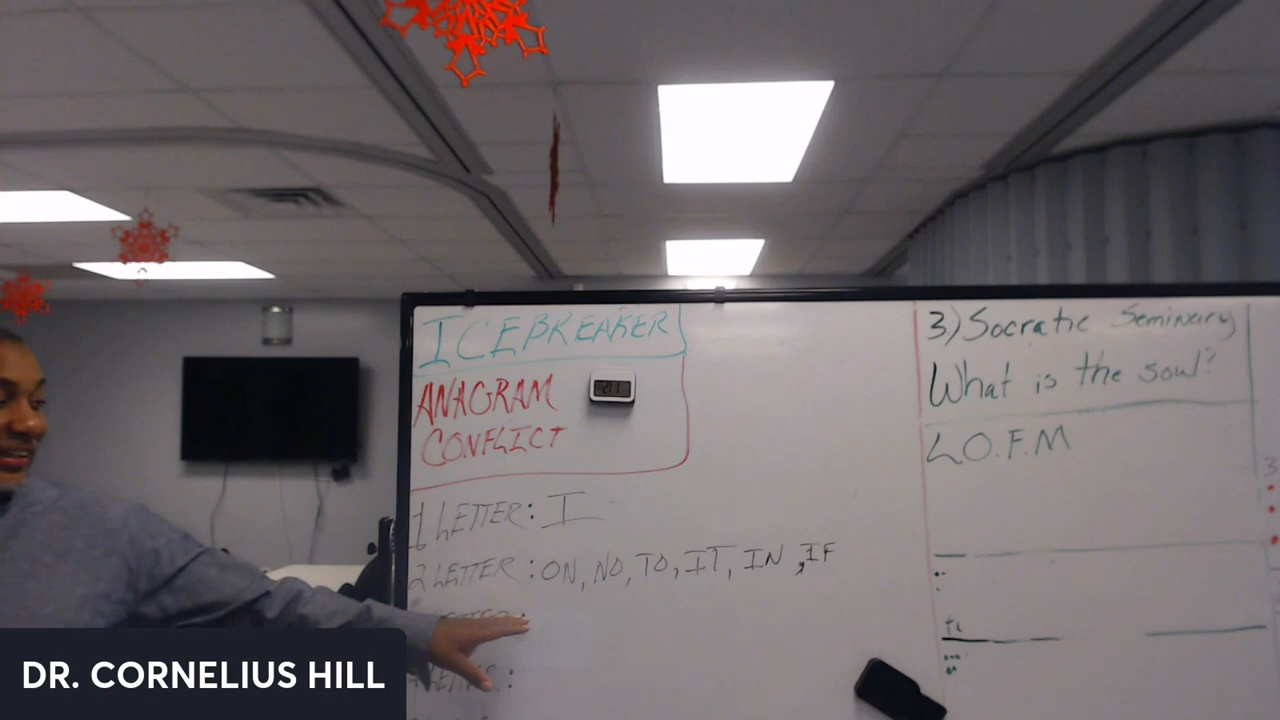 ICEBREAKER
ANAGRAM
CONFLICT
1 LETTER: I
2 LETTER: ON, NO, TO, IT, IN, IF
3) Socratic Seminary
What is the soul?
L.O.F.M
DR. CORNELIUS HILL